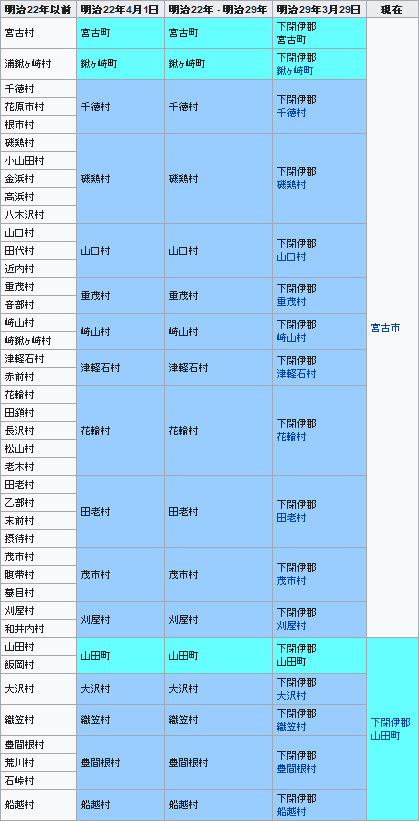 明治22年以前 明治22年4月1日 明治22年 - 明治29年 明治29年3月29日 現在
宮古村 宮古町 宮古町 下閉伊郡
宮古町
浦鍬ヶ崎村 鍬ヶ崎町 鍬ヶ崎町 下閉伊郡
鍬ヶ崎町
千徳村 千徳村 千徳村 下閉伊郡
千徳村
花原市村
根市村
磯鶏村 磯鶏村 磯鶏村 下閉伊郡
磯鶏村
小山田村
金浜村
高浜村
八木沢村
山口村 山口村 山口村 下閉伊郡
山口村
田代村
近内村
重茂村 重茂村 重茂村 下閉伊郡
重茂村
音部村
崎山村 崎山村 崎山村 下閉伊郡
崎山村
崎鍬ヶ崎村
宮古市
津軽石村 津軽石村 津軽石村 下閉伊郡
津軽石村
赤前村
花輪村 花輪村 花輪村 下閉伊郡
花輪村
田鎖村
長沢村
松山村
老木村
田老村 田老村 田老村 下閉伊郡
田老村
乙部村
末前村
摂待村
茂市村 茂市村 茂市村 下閉伊郡
茂市村
腹帯村
蟇目村
刈屋村 刈屋村 刈屋村 下閉伊郡
刈屋村
和井内村
山田村 山田町 山田町 下閉伊郡
山田町
飯岡村
大沢村 大沢村 大沢村 下閉伊郡
大沢村
織笠村 織笠村 織笠村 下閉伊郡
織笠村
下閉伊郡
山田町
豊間根村 豊間根村 豊間根村 下閉伊郡
豊間根村
荒川村
石峠村
船越村 船越村 船越村 下閉伊郡
船越村